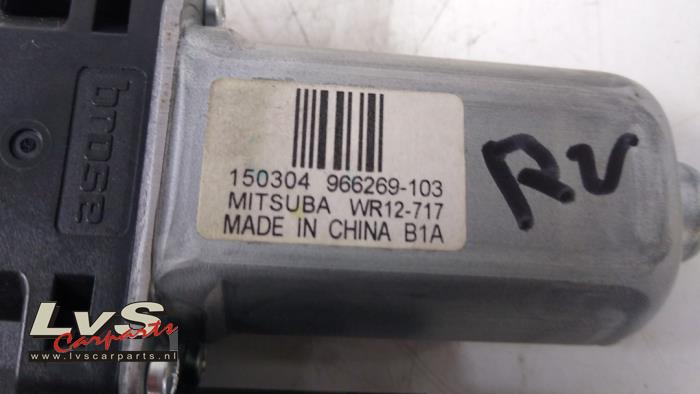 brose
150304 966269-103
MITSUBA WR12-717
MADE IN CHINA B1A
RV
LvS
Carparts
www.lvscarparts.nl